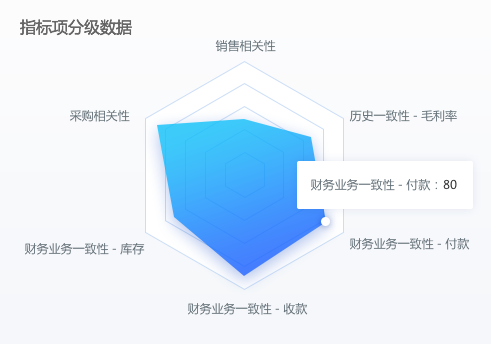 指标项分级数据
销售相关性
采购相关性
历史一致性 - 毛利率
财务业务一致性 - 付款：80
财务业务一致性 - 库存
财务业务一致性 - 付款
财务业务一致性 - 收款